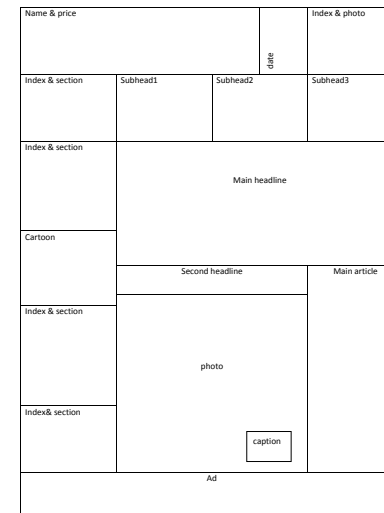 Name & price
date
Index & photo
Index & section
Subhead1
Subhead2
Subhead3
Index & section
Main headline
Cartoon
Second headline
Main article
Index & section
photo
Index& section
caption
Ad